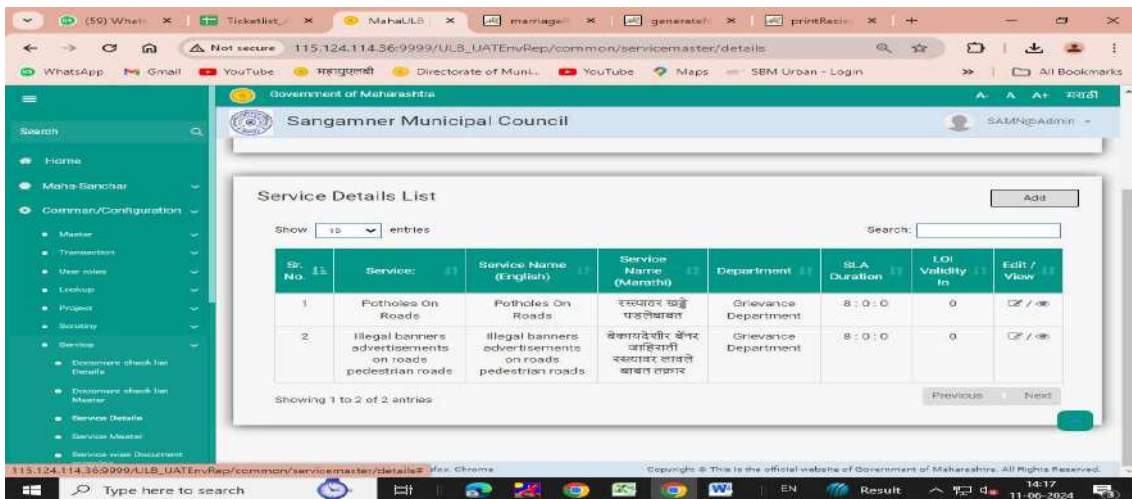 (59) What
Ticketlist_
MahaULB
marriage
generate
printRecie
Not secure 115.124.114.36:9999/ULB_UATEnvRep/common/servicemaster/details
WhatsApp
Gmail
YouTube
महायुएलबी
Directorate of Muni...
YouTube
Maps
SBM Urban - Login
All Bookmarks
Government of Maharashtra
A- A A+ मराठी
Sangamner Municipal Council
SAMN@Admin
Search
Home
Maha-Sanchar
Common/Configuration
Master
Transaction
User roles
Lookup
Project
Scrutiny
Service
Document check list
Details
Document check list
Master
Service Details
Service Master
Service wise Document
Service Details List
Add
Show 10 entries
Search:
Sr. No. Service: Service Name (English) Service Name (Marathi) Department SLA Duration LOI Validity In Edit / View
1 Potholes On Roads Potholes On Roads रस्त्यावर खड्डे पडलेबाबत Grievance Department 8 : 0 : 0 0
2 Illegal banners advertisements on roads pedestrian roads Illegal banners advertisements on roads pedestrian roads बेकायदेशीर बॅनर जाहिराती रस्त्यावर लावले बाबत तक्रार Grievance Department 8 : 0 : 0 0
Showing 1 to 2 of 2 entries
Previous Next
115.124.114.36:9999/ULB_UATEnvRep/common/servicemaster/details#
Chrome
Copyright © This is the official website of Government of Maharashtra. All Rights Reserved.
Type here to search
EN
Result
14:17
11-06-2024